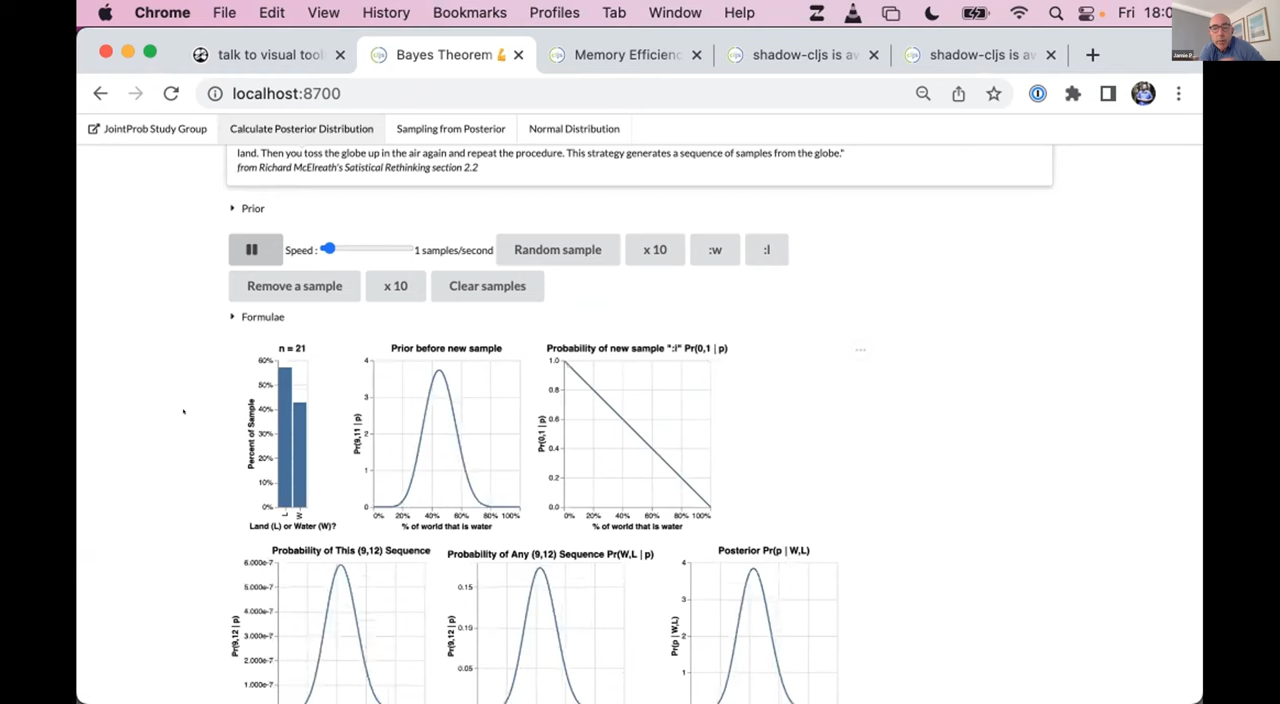 Chrome File Edit View History Bookmarks Profiles Tab Window Help Fri 18:0
talk to visual tool Bayes Theorem Memory Efficienc shadow-cljs is aw shadow-cljs is aw
localhost:8700
JointProb Study Group Calculate Posterior Distribution Sampling from Posterior Normal Distribution
land. Then you toss the globe up in the air again and repeat the procedure. This strategy generates a sequence of samples from the globe."
from Richard McElreath's Satistical Rethinking section 2.2
Prior
Speed : 1 samples/second Random sample x 10 :w :l
Remove a sample x 10 Clear samples
Formulae
n = 21
60%
50%
40%
30%
20%
10%
0%
Percent of Sample
L W
Land (L) or Water (W)?
Prior before new sample
4
3
2
1
0
Pr(9,11 | p)
0% 20% 40% 60% 80% 100%
% of world that is water
Probability of new sample ":l" Pr(0,1 | p)
1.0
0.8
0.6
0.4
0.2
0.0
Pr(0,1 | p)
0% 20% 40% 60% 80% 100%
% of world that is water
Probability of This (9,12) Sequence
6.000e-7
5.000e-7
4.000e-7
3.000e-7
2.000e-7
1.000e-7
Pr(9,12 | p)
Probability of Any (9,12) Sequence Pr(W,L | p)
0.15
0.10
0.05
Pr(9,12 | p)
Posterior Pr(p | W,L)
4
3
2
1
Pr(p | W,L)